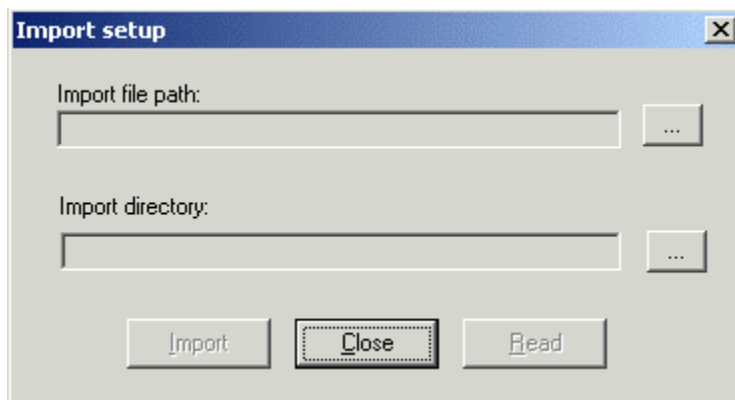 Import setup
Import file path:
...
Import directory:
...
Import Close Read